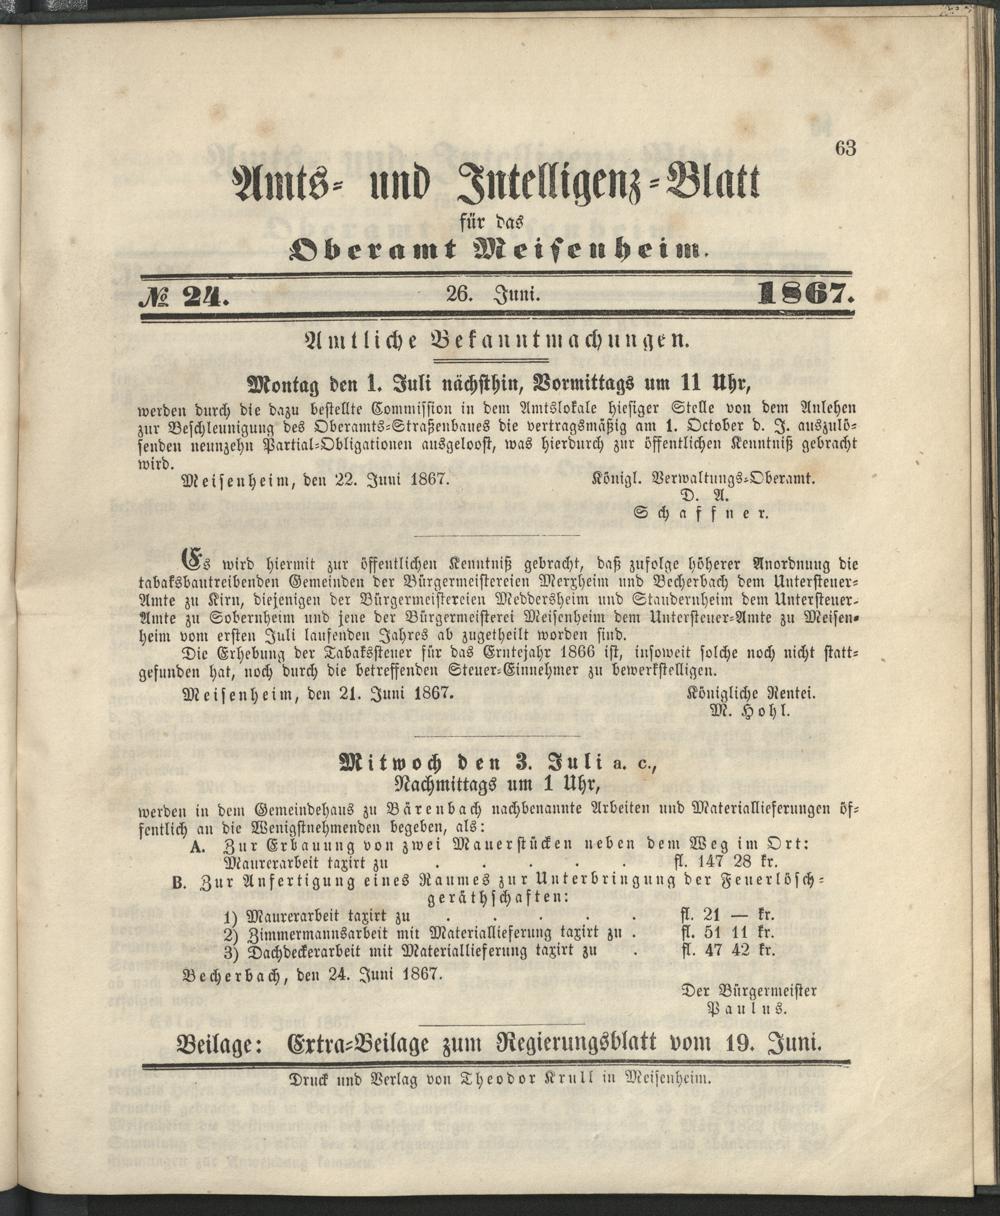 63
Amts- und Intelligenz-Blatt
für das
Oberamt Meisenheim.
№ 24. 26. Juni. 1867.
Amtliche Bekanntmachungen.
Montag den 1. Juli nächsthin, Vormittags um 11 Uhr,
werden durch die dazu bestellte Commission in dem Amtslokale hiesiger Stelle von dem Anlehen
zur Beschleunigung des Oberamts-Straßenbaues die vertragsmäßig am 1. October d. J. auszulö-
senden neunzehn Partial-Obligationen ausgeloost, was hierdurch zur öffentlichen Kenntniß gebracht
wird.
Meisenheim, den 22. Juni 1867. Königl. Verwaltungs-Oberamt.
D. A.
Schaffner.
Es wird hiermit zur öffentlichen Kenntniß gebracht, daß zufolge höherer Anordnung die
tabaksbautreibenden Gemeinden der Bürgermeistereien Merxheim und Becherbach dem Untersteuer-
Amte zu Kirn, diejenigen der Bürgermeistereien Meddersheim und Staudernheim dem Untersteuer-
Amte zu Sobernheim und jene der Bürgermeisterei Meisenheim dem Untersteuer-Amte zu Meisen-
heim vom ersten Juli laufenden Jahres ab zugetheilt worden sind.
Die Erhebung der Tabakssteuer für das Erntejahr 1866 ist, insoweit solche noch nicht statt-
gefunden hat, noch durch die betreffenden Steuer-Einnehmer zu bewerkstelligen.
Meisenheim, den 21. Juni 1867. Königliche Rentei.
M. Hohl.
Mitwoch den 3. Juli a. c.,
Nachmittags um 1 Uhr,
werden in dem Gemeindehaus zu Bärenbach nachbenannte Arbeiten und Materiallieferungen öf-
fentlich an die Wenigstnehmenden begeben, als:
A. Zur Erbauung von zwei Mauerstücken neben dem Weg im Ort:
Maurerarbeit taxirt zu . . . . . fl. 147 28 kr.
B. Zur Anfertigung eines Raumes zur Unterbringung der Feuerlösch-
geräthschaften:
1) Maurerarbeit taxirt zu . . . . . fl. 21 — kr.
2) Zimmermannsarbeit mit Materiallieferung taxirt zu . fl. 51 11 kr.
3) Dachdeckerarbeit mit Materiallieferung taxirt zu . fl. 47 42 kr.
Becherbach, den 24. Juni 1867.
Der Bürgermeister
Paulus.
Beilage: Extra-Beilage zum Regierungsblatt vom 19. Juni.
Druck und Verlag von Theodor Krull in Meisenheim.